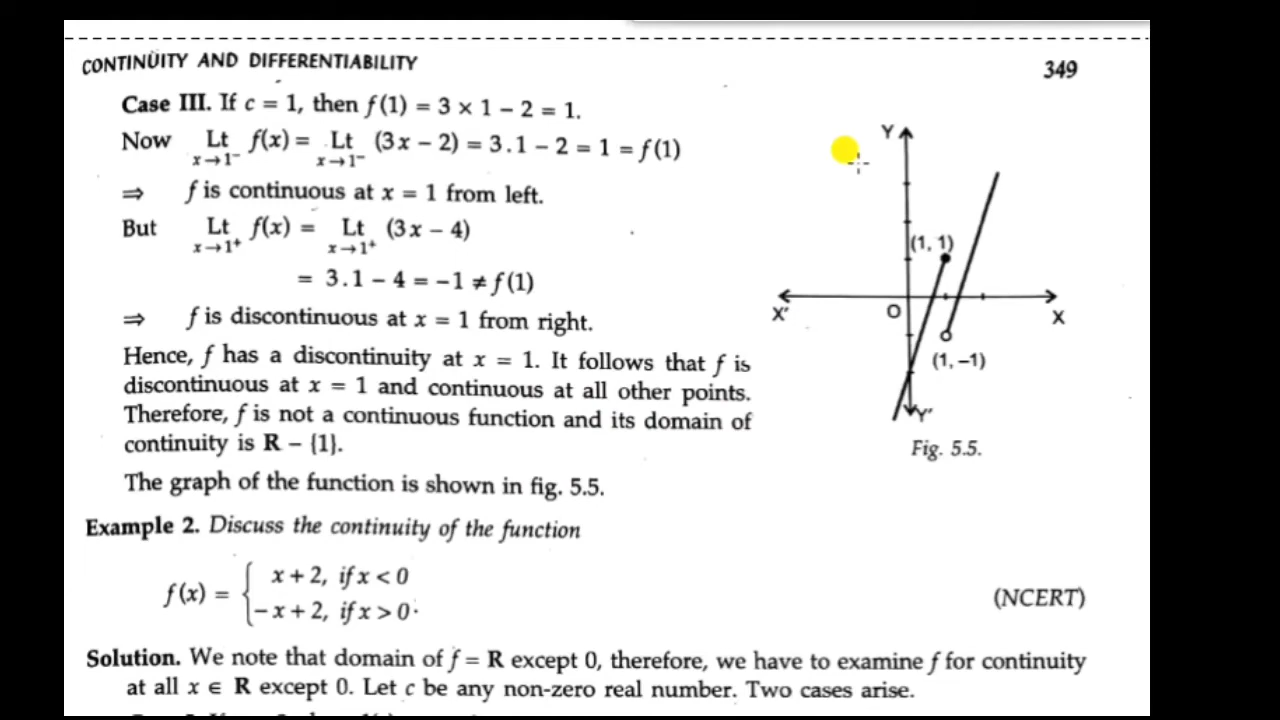 CONTINUITY AND DIFFERENTIABILITY 349
Case III. If c = 1, then f(1) = 3 × 1 – 2 = 1.
Now Lt f(x) = Lt (3x – 2) = 3.1 – 2 = 1 = f(1)
x→1⁻ x→1⁻
⇒ f is continuous at x = 1 from left.
But Lt f(x) = Lt (3x – 4)
x→1⁺ x→1⁺
= 3.1 – 4 = –1 ≠ f(1)
⇒ f is discontinuous at x = 1 from right.
Hence, f has a discontinuity at x = 1. It follows that f is
discontinuous at x = 1 and continuous at all other points.
Therefore, f is not a continuous function and its domain of
continuity is R – {1}.
The graph of the function is shown in fig. 5.5.
Y
(1, 1)
X' O X
(1, –1)
Y'
Fig. 5.5.
Example 2. Discuss the continuity of the function
f(x) = { x + 2, if x < 0
–x + 2, if x > 0 .
(NCERT)
Solution. We note that domain of f = R except 0, therefore, we have to examine f for continuity
at all x ∈ R except 0. Let c be any non-zero real number. Two cases arise.